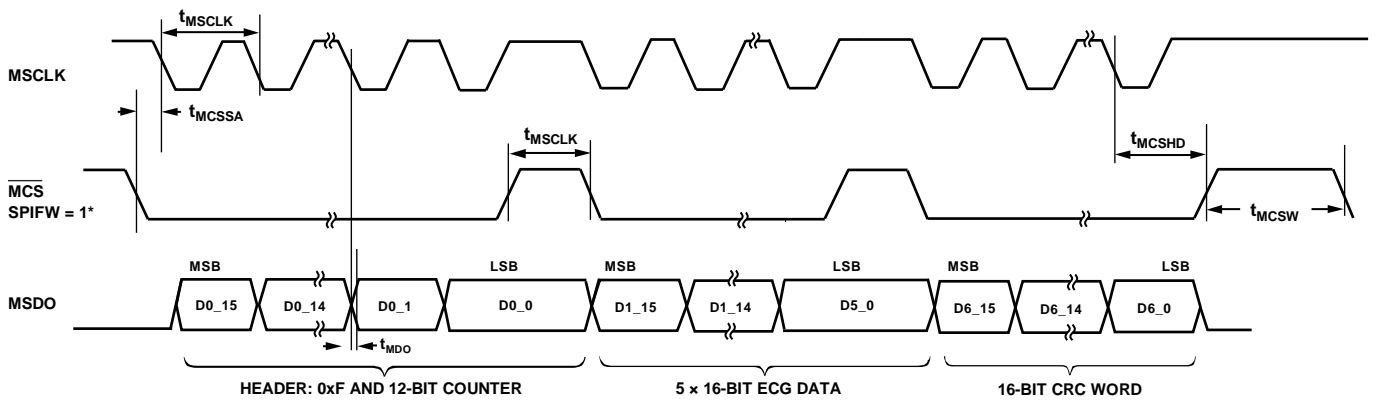 tMSCLK
MSCLK
tMCSSA
tMSCLK
tMCSHD
MCS
SPIFW = 1*
tMCSW
MSB LSB MSB LSB MSB LSB
MSDO D0_15 D0_14 D0_1 D0_0 D1_15 D1_14 D5_0 D6_15 D6_14 D6_0
tMDO
HEADER: 0xF AND 12-BIT COUNTER 5 × 16-BIT ECG DATA 16-BIT CRC WORD